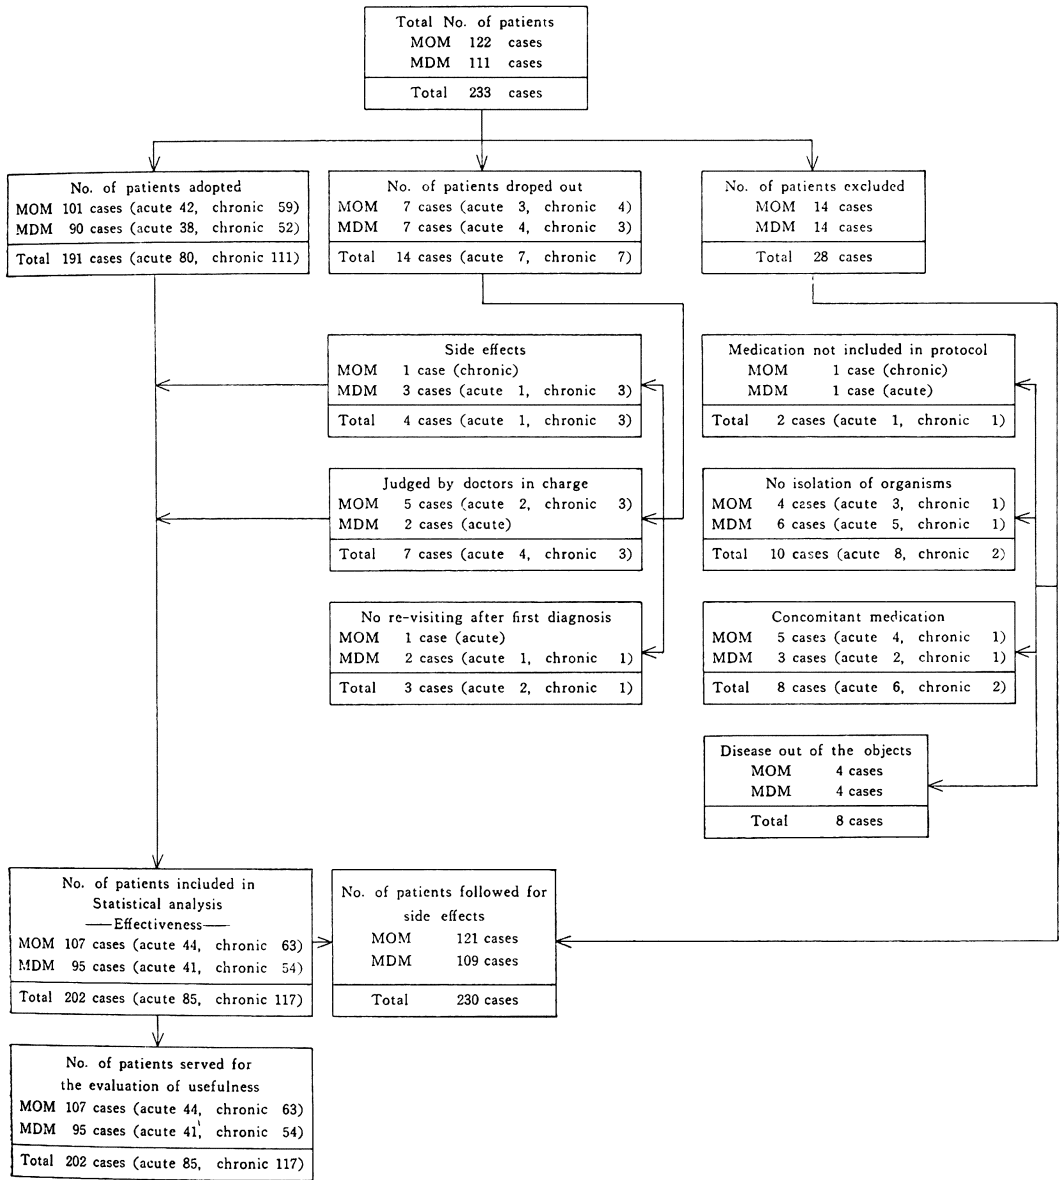 Total No. of patients
MOM 122 cases
MDM 111 cases
Total 233 cases
No. of patients adopted
MOM 101 cases (acute 42, chronic 59)
MDM 90 cases (acute 38, chronic 52)
Total 191 cases (acute 80, chronic 111)
No. of patients droped out
MOM 7 cases (acute 3, chronic 4)
MDM 7 cases (acute 4, chronic 3)
Total 14 cases (acute 7, chronic 7)
No. of patients excluded
MOM 14 cases
MDM 14 cases
Total 28 cases
Side effects
MOM 1 case (chronic)
MDM 3 cases (acute 1, chronic 3)
Total 4 cases (acute 1, chronic 3)
Medication not included in protocol
MOM 1 case (chronic)
MDM 1 case (acute)
Total 2 cases (acute 1, chronic 1)
Judged by doctors in charge
MOM 5 cases (acute 2, chronic 3)
MDM 2 cases (acute)
Total 7 cases (acute 4, chronic 3)
No isolation of organisms
MOM 4 cases (acute 3, chronic 1)
MDM 6 cases (acute 5, chronic 1)
Total 10 cases (acute 8, chronic 2)
No re-visiting after first diagnosis
MOM 1 case (acute)
MDM 2 cases (acute 1, chronic 1)
Total 3 cases (acute 2, chronic 1)
Concomitant medication
MOM 5 cases (acute 4, chronic 1)
MDM 3 cases (acute 2, chronic 1)
Total 8 cases (acute 6, chronic 2)
Disease out of the objects
MOM 4 cases
MDM 4 cases
Total 8 cases
No. of patients included in
Statistical analysis
—Effectiveness—
MOM 107 cases (acute 44, chronic 63)
MDM 95 cases (acute 41, chronic 54)
Total 202 cases (acute 85, chronic 117)
No. of patients followed for
side effects
MOM 121 cases
MDM 109 cases
Total 230 cases
No. of patients served for
the evaluation of usefulness
MOM 107 cases (acute 44, chronic 63)
MDM 95 cases (acute 41, chronic 54)
Total 202 cases (acute 85, chronic 117)